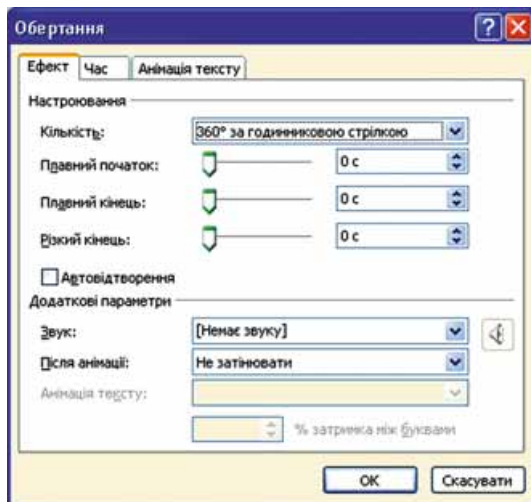 Обертання
Ефект Час Анімація тексту
Настроювання
Кількість: 360° за годинниковою стрілкою
Плавний початок: 0 с
Плавний кінець: 0 с
Різкий кінець: 0 с
Автовідтворення
Додаткові параметри
Звук: [Немає звуку]
Після анімації: Не затінювати
Анімація тексту:
% затримка між буквами
ОК Скасувати